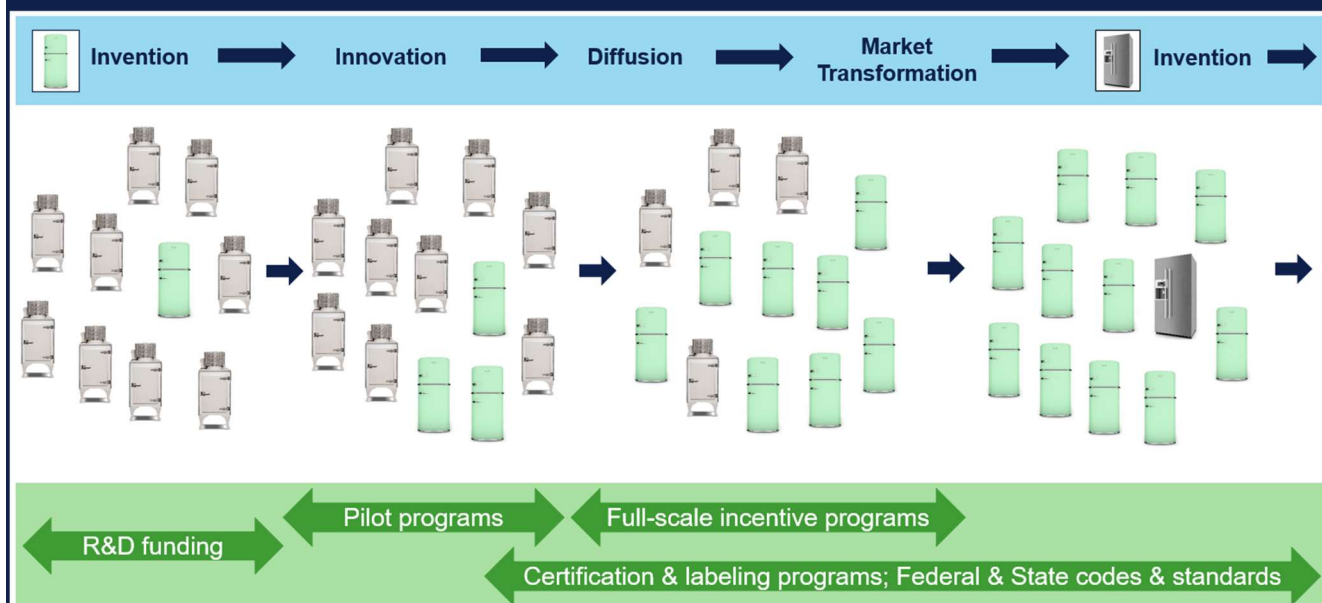 Invention
Innovation
Diffusion
Market
Transformation
Invention
Pilot programs
Full-scale incentive programs
R&D funding
Certification & labeling programs; Federal & State codes & standards